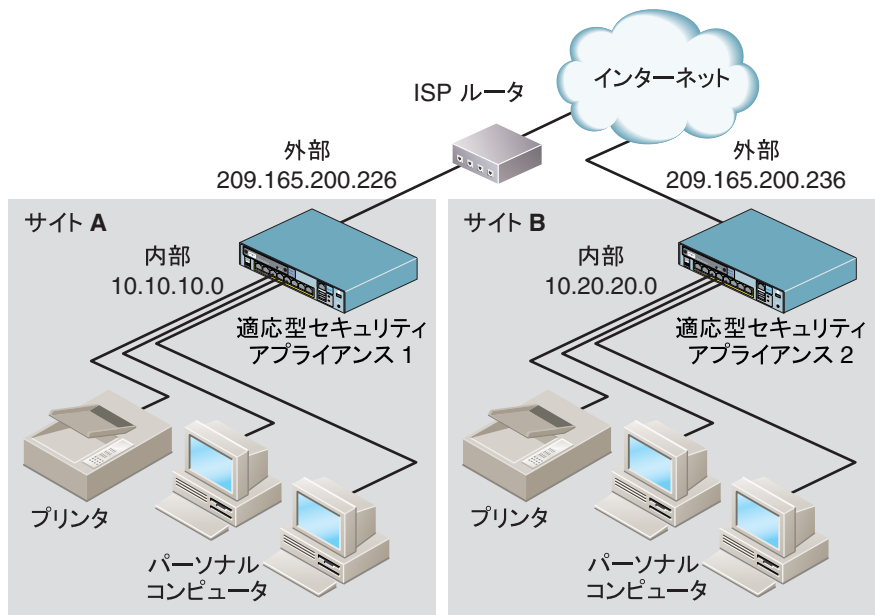 インターネット
ISP ルータ
外部
209.165.200.226
外部
209.165.200.236
サイト A
内部
10.10.10.0
適応型セキュリティ
アプライアンス 1
プリンタ
パーソナル
コンピュータ
サイト B
内部
10.20.20.0
適応型セキュリティ
アプライアンス 2
プリンタ
パーソナル
コンピュータ